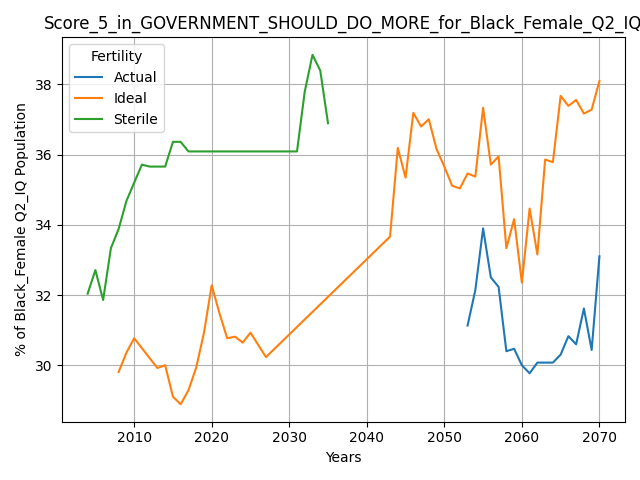 Score_5_in_GOVERNMENT_SHOULD_DO_MORE_for_Black_Female_Q2_IQ
Fertility
Actual
Ideal
Sterile
% of Black_Female Q2_IQ Population
38
36
34
32
30
2010 2020 2030 2040 2050 2060 2070
Years